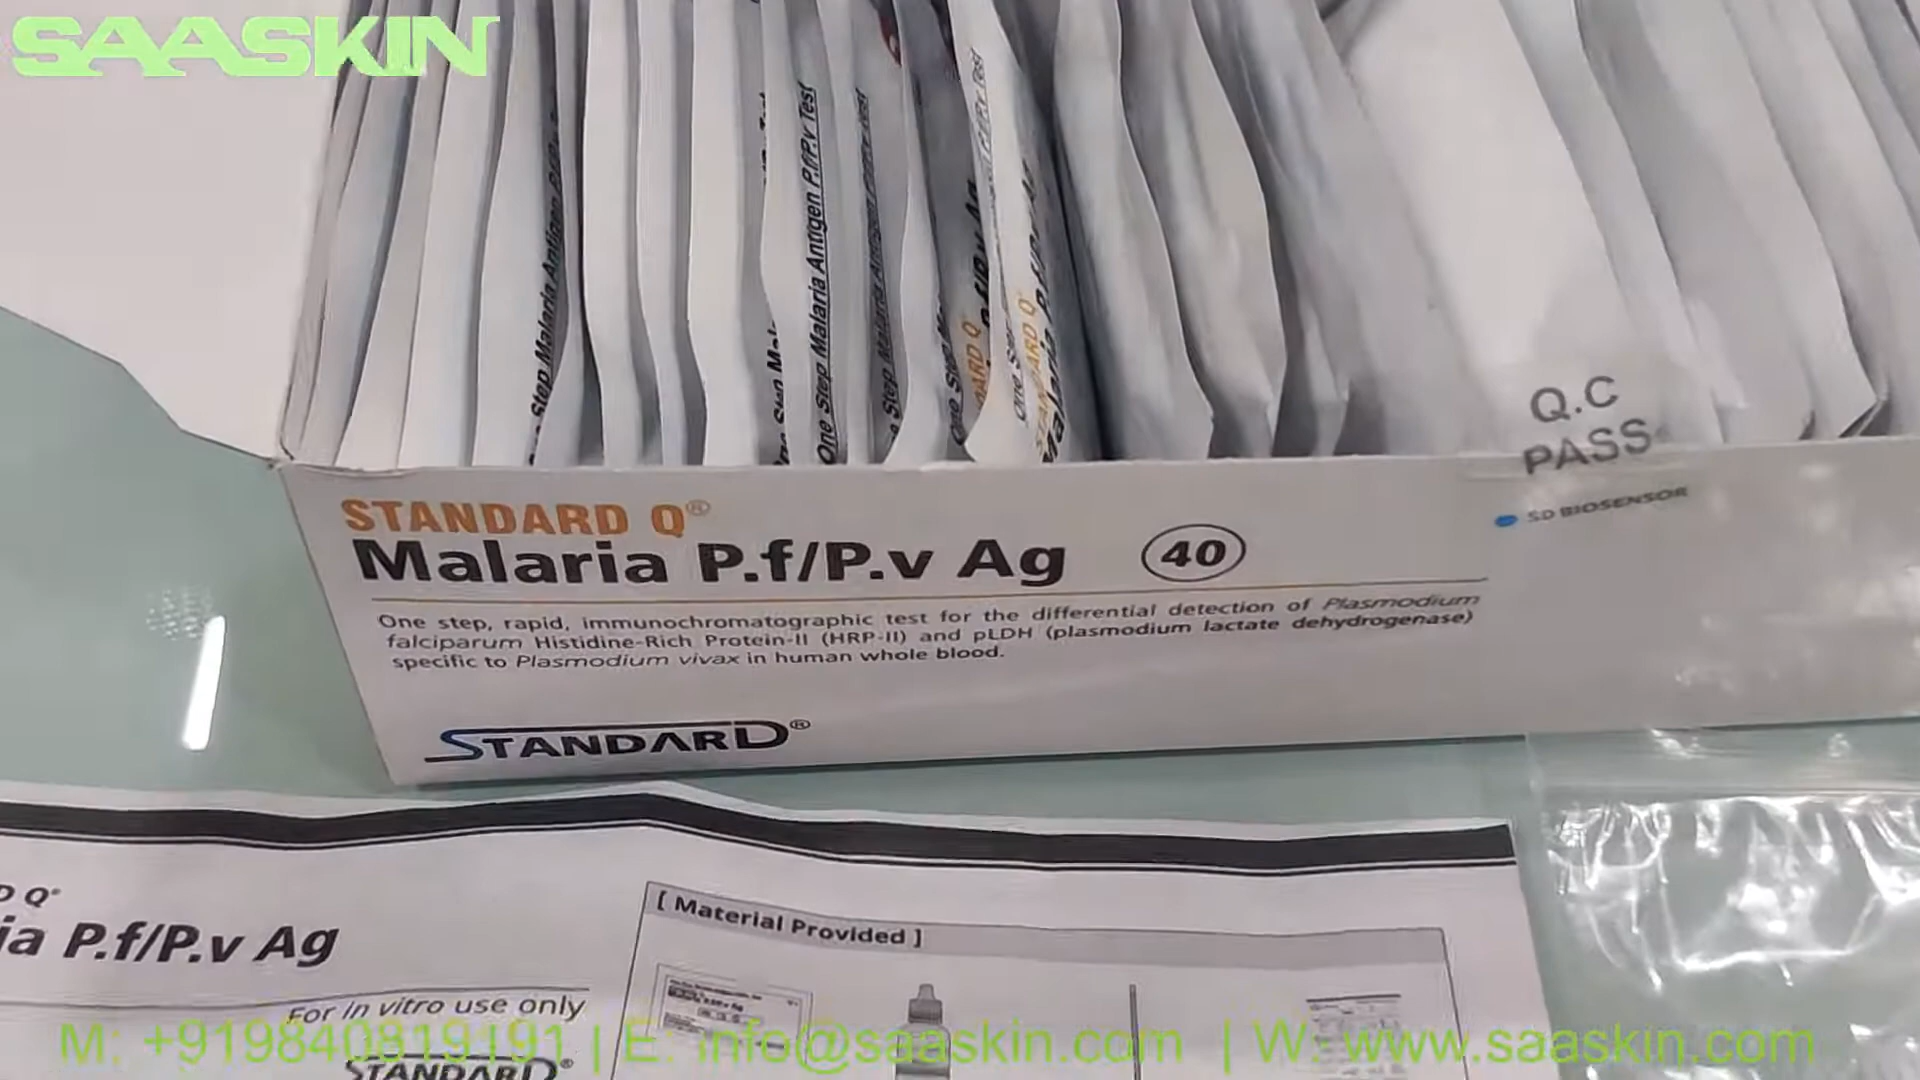 SAASKIN
Step Malaria Antigen
One Step Malaria Antigen P.f/P.v Test
Step Malaria Antigen P.f/P.v Test
One Step
STANDARD Q
Malaria
Q.C
PASS
SD BIOSENSOR
STANDARD Q®
Malaria P.f/P.v Ag 40
One step, rapid, immunochromatographic test for the differential detection of Plasmodium
falciparum Histidine-Rich Protein-II (HRP-II) and pLDH (plasmodium lactate dehydrogenase)
specific to Plasmodium vivax in human whole blood.
STANDARD®
Q®
P.f/P.v Ag
[ Material Provided ]
For in vitro use only
M: +919840819191 | E: info@saaskin.com | W: www.saaskin.com
STANDARD®